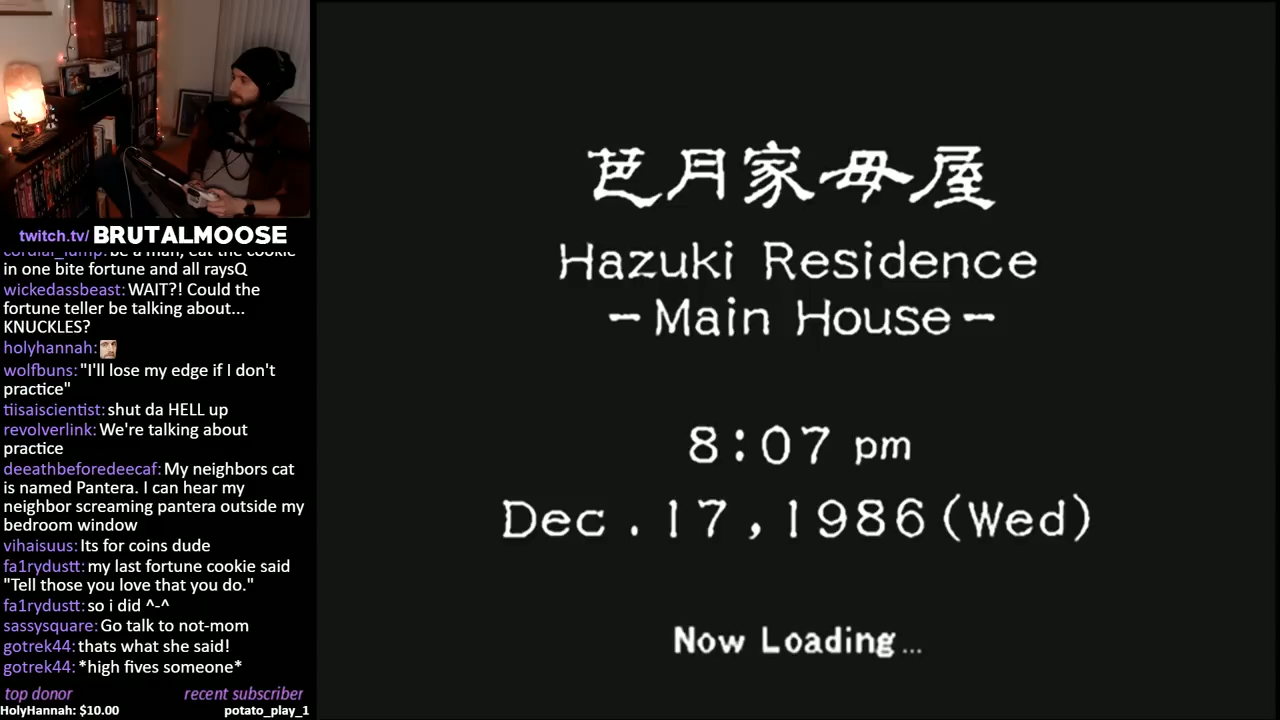 twitch.tv/ BRUTALMOOSE
cordial_lump: be a man, eat the cookie
in one bite fortune and all raysQ
wickedassbeast: WAIT?! Could the
fortune teller be talking about...
KNUCKLES?
holyhannah:
wolfbuns: "I'll lose my edge if I don't
practice"
tiisaiscientist: shut da HELL up
revolverlink: We're talking about
practice
deeathbeforedeecaf: My neighbors cat
is named Pantera. I can hear my
neighbor screaming pantera outside my
bedroom window
vihaisuus: Its for coins dude
fa1rydustt: my last fortune cookie said
"Tell those you love that you do."
fa1rydustt: so i did ^-^
sassysquare: Go talk to not-mom
gotrek44: thats what she said!
gotrek44: *high fives someone*
top donor recent subscriber
HolyHannah: $10.00 potato_play_1
芭月家母屋
Hazuki Residence
-Main House-
8:07 pm
Dec.17,1986(Wed)
Now Loading...